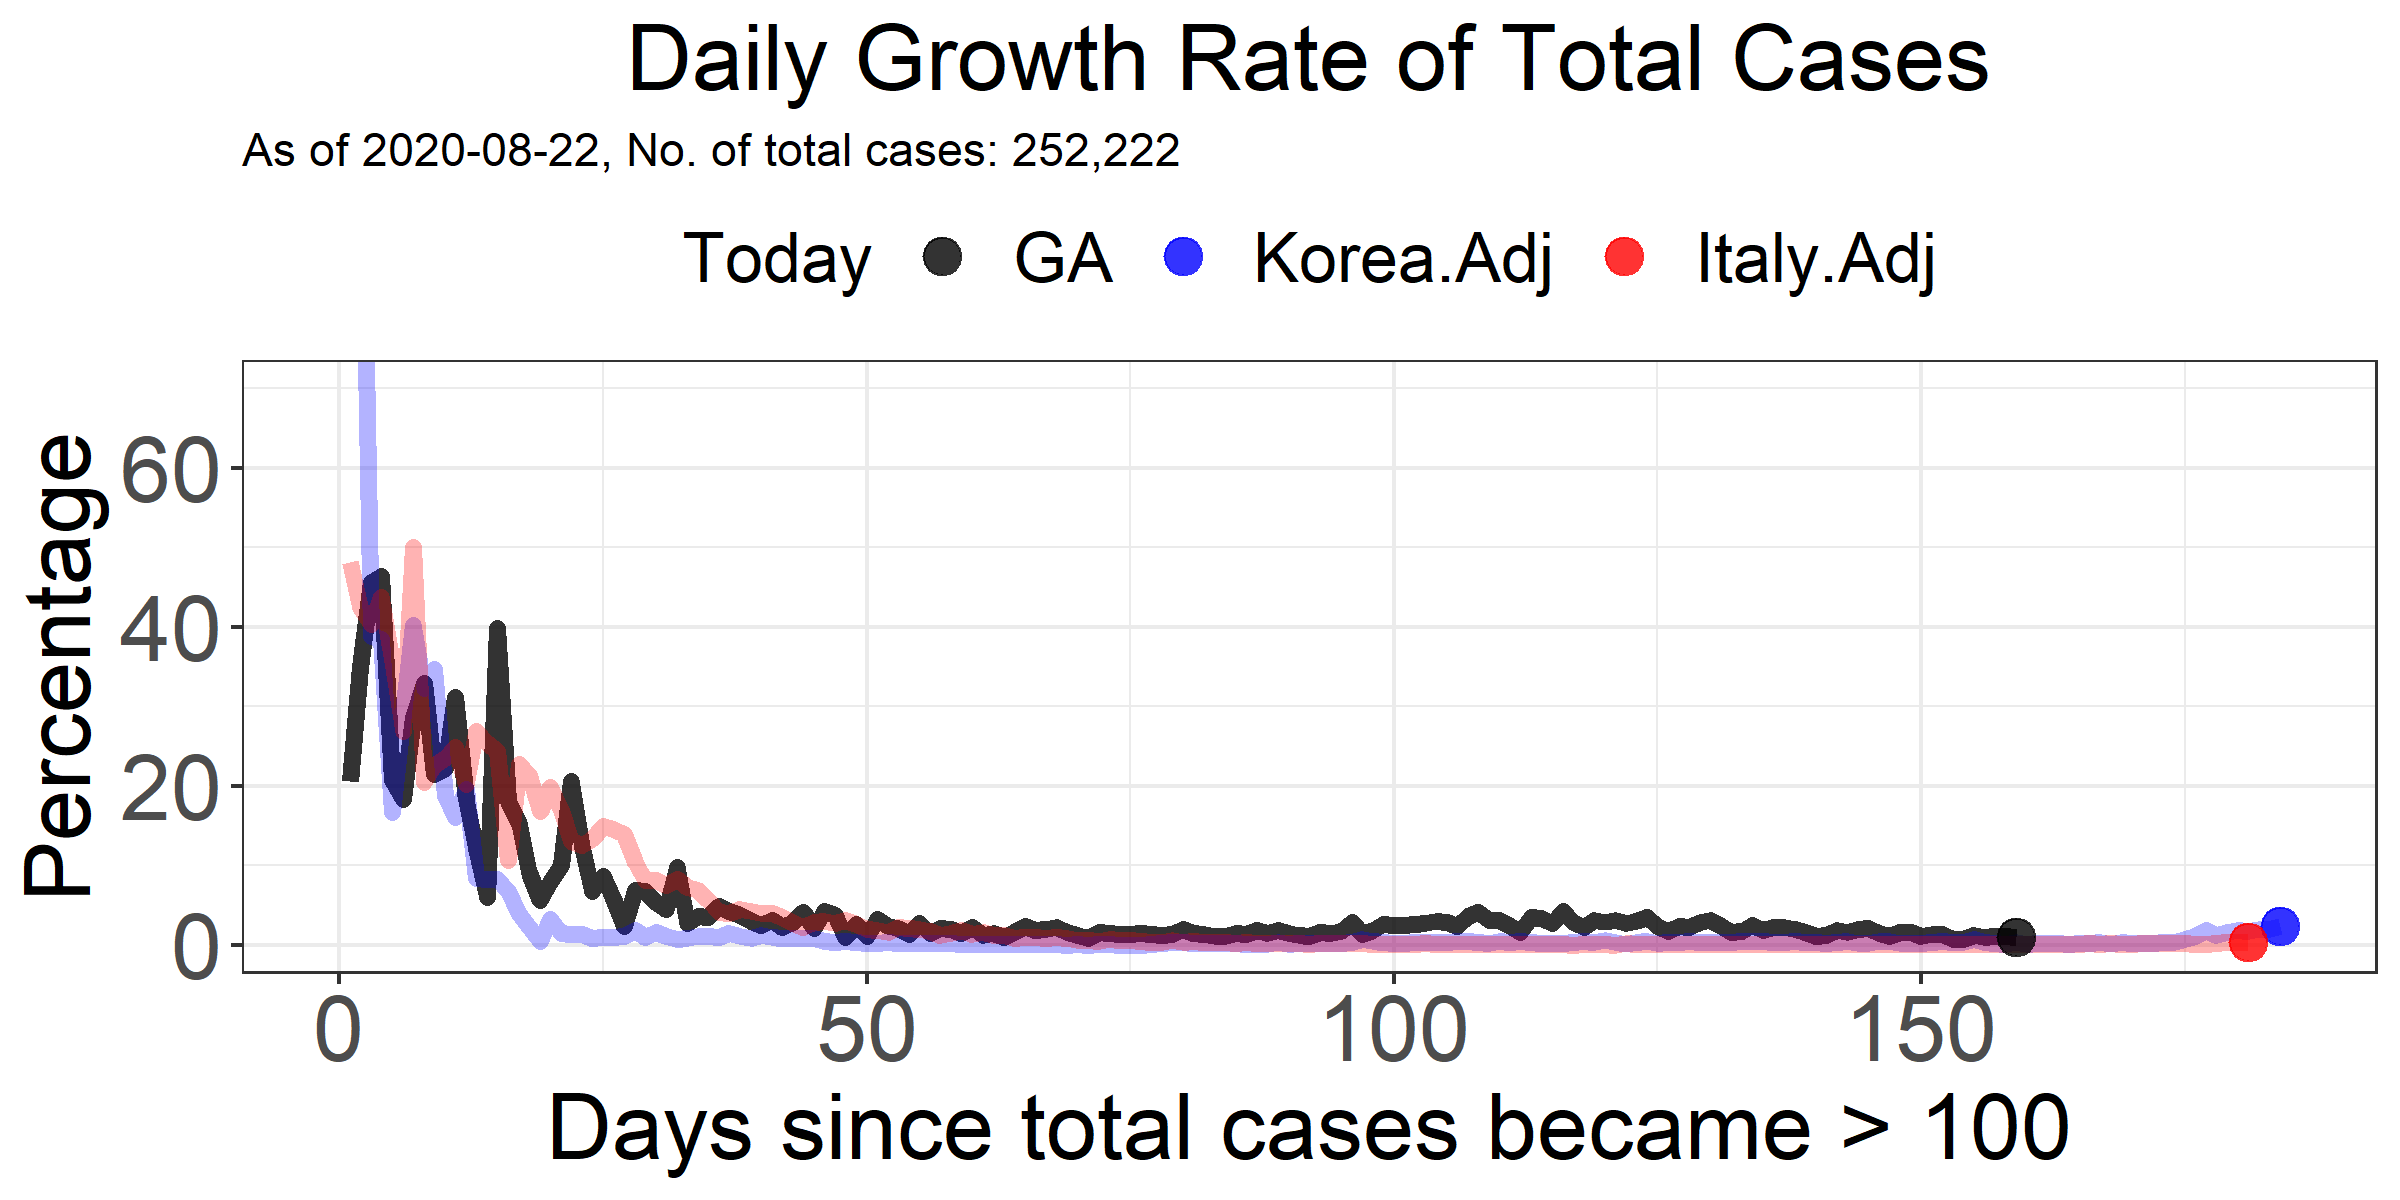 Daily Growth Rate of Total Cases
As of 2020-08-22, No. of total cases: 252,222
Today GA Korea.Adj Italy.Adj
Percentage
60
40
20
0
0 50 100 150
Days since total cases became > 100